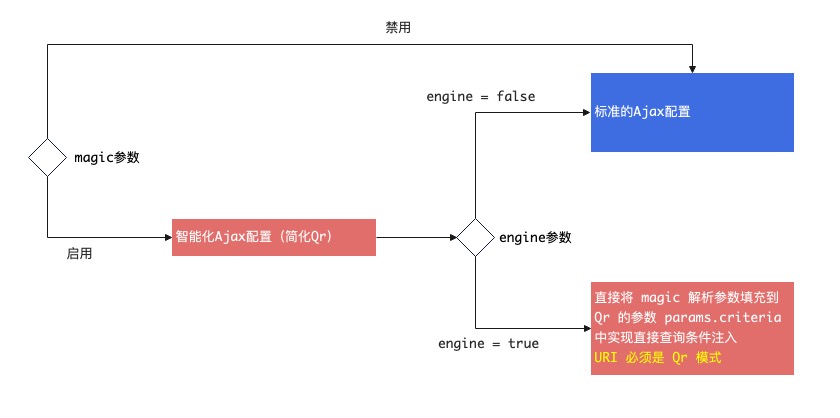 禁用
engine = false
标准的Ajax配置
magic参数
智能化Ajax配置（简化Qr）
engine参数
启用
直接将 magic 解析参数填充到
Qr 的参数 params.criteria
中实现直接查询条件注入
URI 必须是 Qr 模式
engine = true